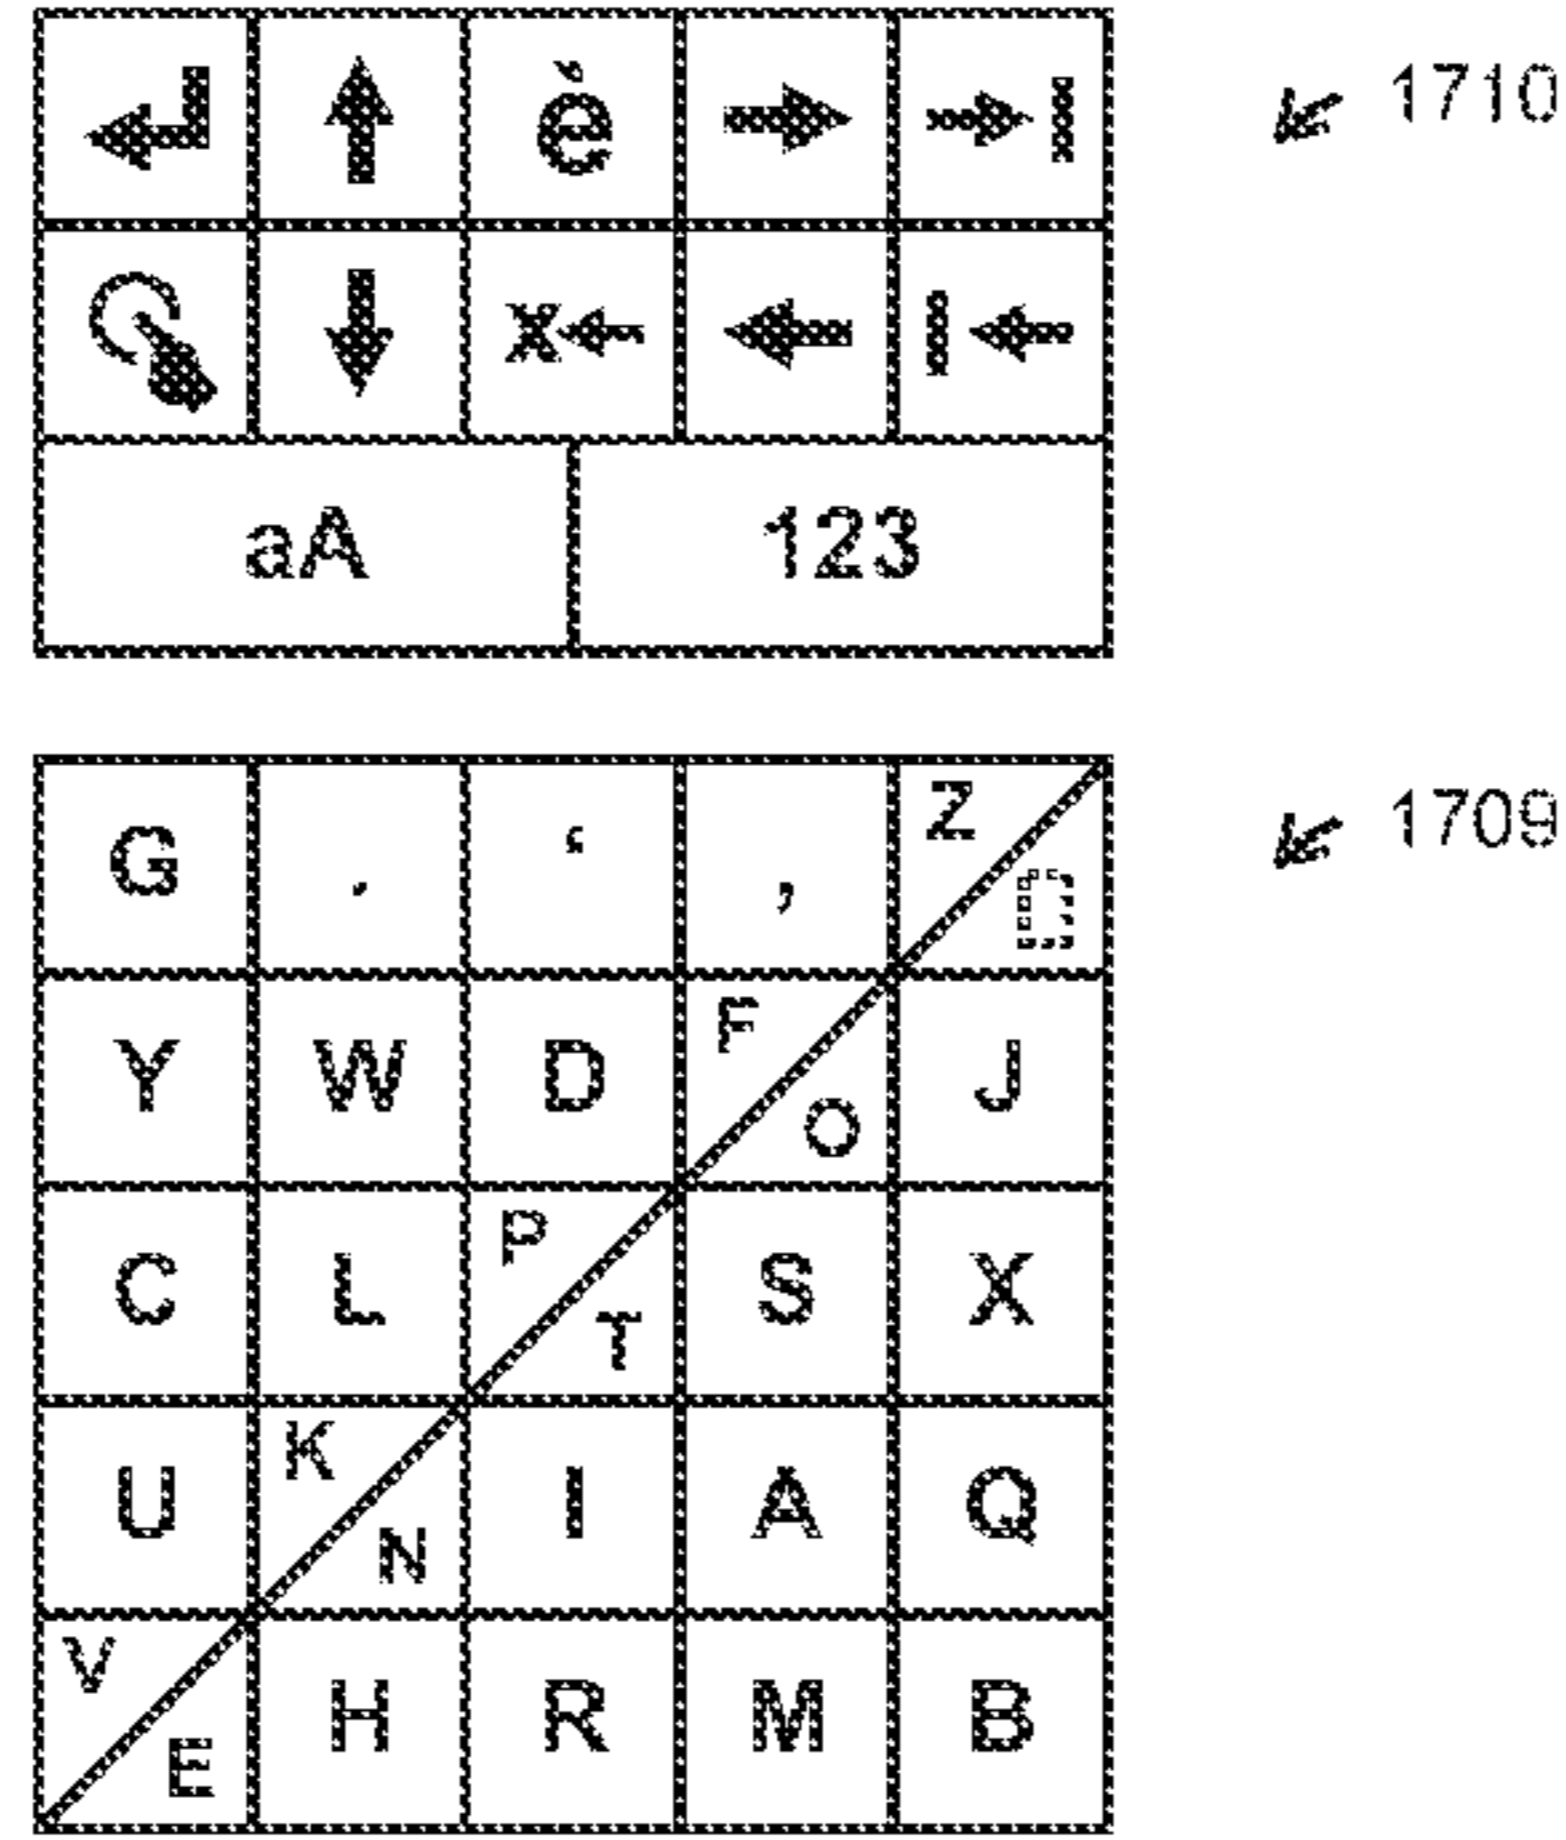 é 1710
x
aA 123
G . ‘ , Z 1709
Y W D F O J
C L P T S X
U K N I A Q
V E H R M B